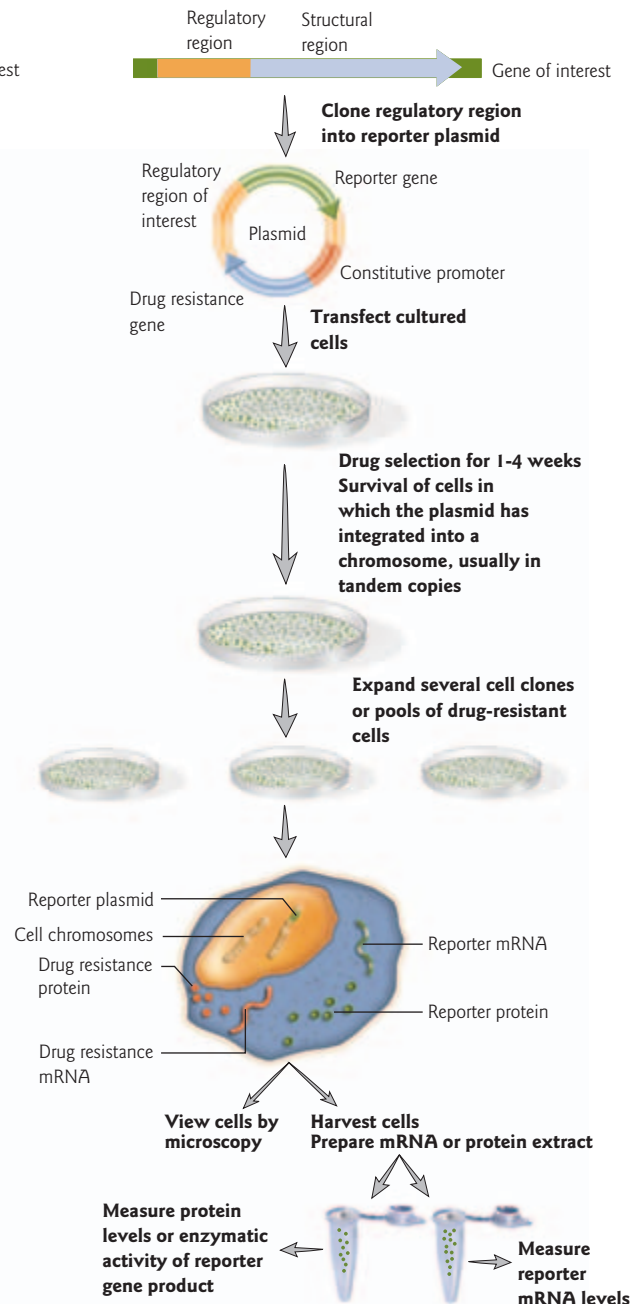 Regulatory
region
Structural
region
Gene of interest
Clone regulatory region
into reporter plasmid
Regulatory
region of
interest
Reporter gene
Plasmid
Constitutive promoter
Drug resistance
gene
Transfect cultured
cells
Drug selection for 1-4 weeks
Survival of cells in
which the plasmid has
integrated into a
chromosome, usually in
tandem copies
Expand several cell clones
or pools of drug-resistant
cells
Reporter plasmid
Cell chromosomes
Drug resistance
protein
Drug resistance
mRNA
Reporter mRNA
Reporter protein
View cells by
microscopy
Harvest cells
Prepare mRNA or protein extract
Measure protein
levels or enzymatic
activity of reporter
gene product
Measure
reporter
mRNA levels